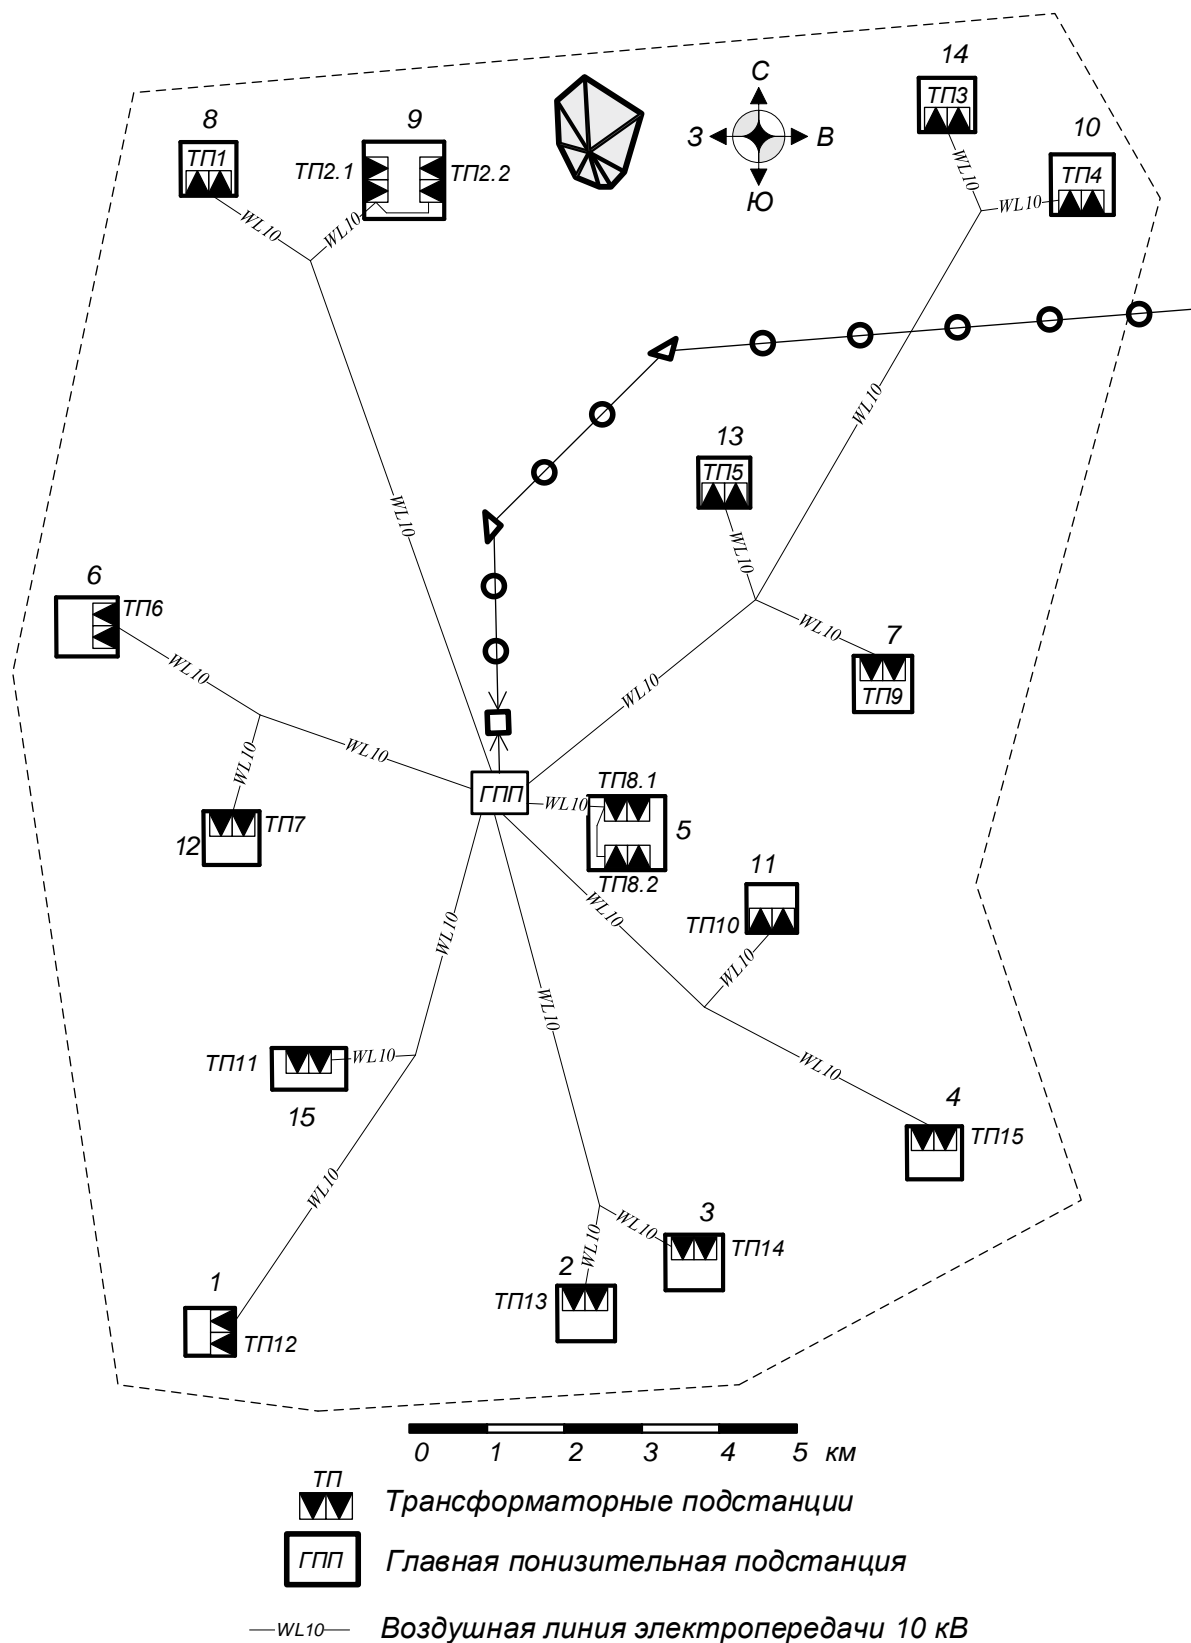 14
С
8
9
ТП3
10
ТП1
З
В
ТП2.1
ТП2.2
WL10
ТП4
Ю
WL10
WL10
WL10
WL10
13
ТП5
WL10
WL10
6
ТП6
7
WL10
WL10
ТП9
WL10
WL10
WL10
ГПП
ТП8.1
WL10
ТП7
12
5
11
ТП8.2
WL10
ТП10
WL10
WL10
WL10
ТП11
WL10
WL10
15
4
ТП15
WL10
3
WL10
ТП14
WL10
2
1
ТП13
ТП12
0 1 2 3 4 5 км
ТП
Трансформаторные подстанции
ГПП
Главная понизительная подстанция
WL10
Воздушная линия электропередачи 10 кВ